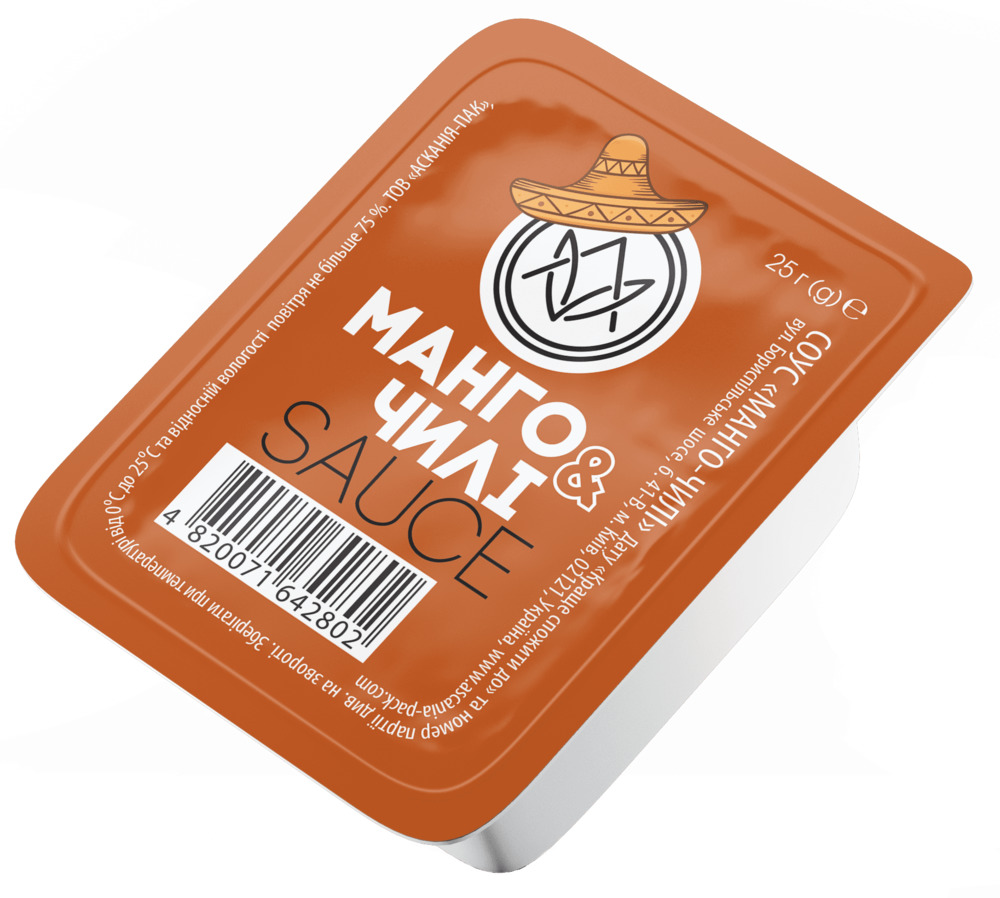 25 г (g) ℮
МАНГО &
ЧИЛІ
SAUCE
4 820071 642802
СОУС «МАНГО-ЧИЛІ» Дату «Краще спожити до» та номер партії див. на звороті. Зберігати при температурі від 0°С до 25°С та відносній вологості повітря не більше 75 %. ТОВ «АСКАНІЯ-ПАК»,
вул. Бориспільське шосе, б. 41-В, м. Київ, 02121, Україна, www.ascania-pack.com